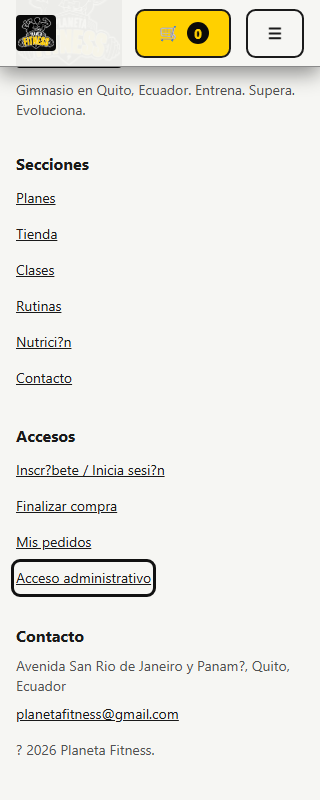 PLANETA
FITNESS
🛒 0 ☰
Gimnasio en Quito, Ecuador. Entrena. Supera.
Evoluciona.
Secciones
Planes
Tienda
Clases
Rutinas
Nutrici?n
Contacto
Accesos
Inscr?bete / Inicia sesi?n
Finalizar compra
Mis pedidos
Acceso administrativo
Contacto
Avenida San Rio de Janeiro y Panam?, Quito,
Ecuador
planetafitness@gmail.com
? 2026 Planeta Fitness.